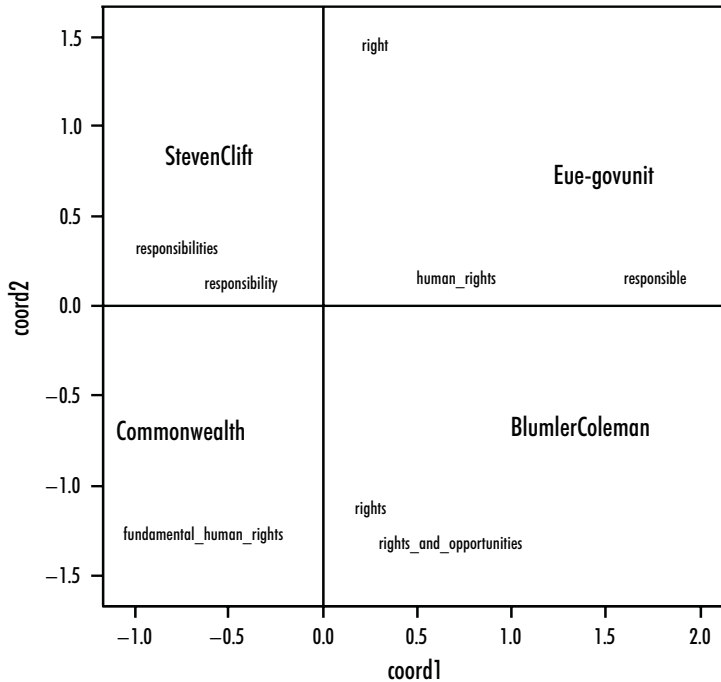 1.5
right
1.0
StevenClift
Eue-govunit
0.5
responsibilities
responsibility
human_rights
responsible
coord2
0.0
−0.5
Commonwealth
BlumlerColeman
−1.0
rights
fundamental_human_rights
rights_and_opportunities
−1.5
−1.0 −0.5 0.0 0.5 1.0 1.5 2.0
coord1